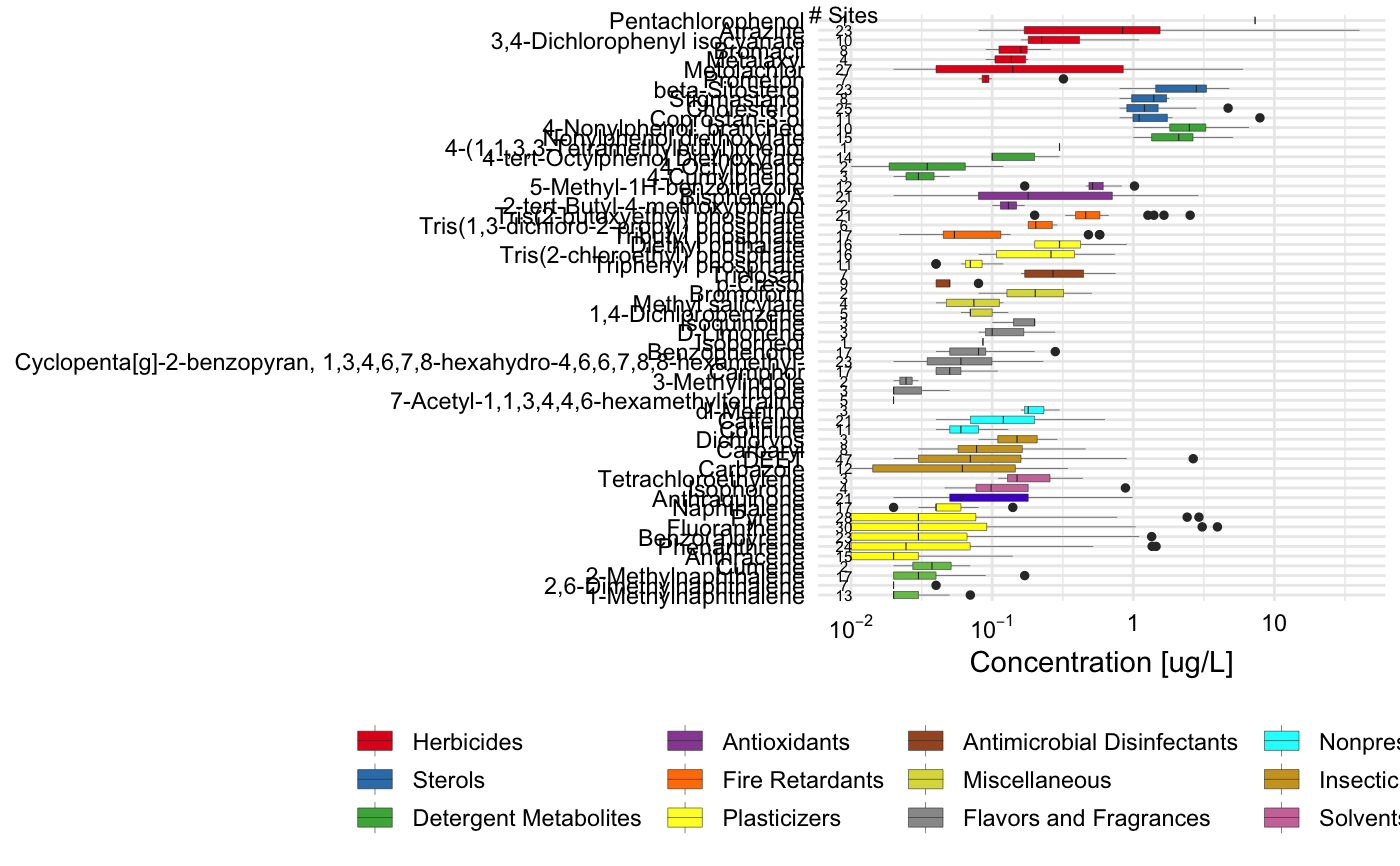 # Sites
Pentachlorophenol
Atrazine 23
3,4-Dichlorophenyl isocyanate 10
Bromacil 8
Metalaxyl 4
Metolachlor 27
Prometon 7
beta-Sitosterol 23
Stigmastanol 8
Cholesterol 25
Coprostan-3-ol 11
4-Nonylphenol, branched 10
Nonylphenol diethoxylate 15
4-(1,1,3,3-Tetramethylbutyl)phenol 1
4-tert-Octylphenol Diethoxylate 14
4-Octylphenol 2
4-Cumylphenol 3
5-Methyl-1H-benzotriazole 12
Bisphenol A 21
2-tert-Butyl-4-methoxyphenol 2
Tris(2-butoxyethyl) phosphate 21
Tris(1,3-dichloro-2-propyl) phosphate 6
Tributyl phosphate 17
Diethyl phthalate 16
Tris(2-chloroethyl) phosphate 16
Triphenyl phosphate 11
Triclosan 7
p-Cresol 9
Bromoform 2
Methyl salicylate 4
1,4-Dichlorobenzene 5
Isoquinoline 3
D-Limonene 3
Isoborneol 1
Benzophenone 17
Cyclopenta[g]-2-benzopyran, 1,3,4,6,7,8-hexahydro-4,6,6,7,8,8-hexamethyl- 23
Camphor 17
3-Methylindole 2
Indole 3
7-Acetyl-1,1,3,4,4,6-hexamethyltetraline 5
dl-Menthol 3
Caffeine 21
Cotinine 11
Dichlorvos 3
Carbaryl 8
DEET 47
Carbazole 12
Tetrachloroethylene 3
Isophorone 4
Anthraquinone 21
Naphthalene 17
Pyrene 28
Fluoranthene 30
Benzo(a)pyrene 23
Phenanthrene 24
Anthracene 15
Cumene 2
2-Methylnaphthalene 17
2,6-Dimethylnaphthalene 7
1-Methylnaphthalene 13
10−2 10−1 1 10
Concentration [ug/L]
Herbicides Antioxidants Antimicrobial Disinfectants Nonpres
Sterols Fire Retardants Miscellaneous Insectic
Detergent Metabolites Plasticizers Flavors and Fragrances Solvents